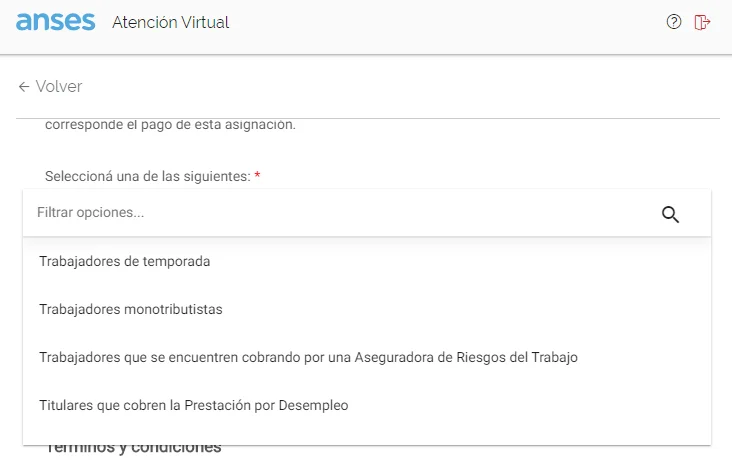 anses Atención Virtual
Volver
corresponde el pago de esta asignación.
Seleccioná una de las siguientes: *
Filtrar opciones...
Trabajadores de temporada
Trabajadores monotributistas
Trabajadores que se encuentren cobrando por una Aseguradora de Riesgos del Trabajo
Titulares que cobren la Prestación por Desempleo
Términos y condiciones